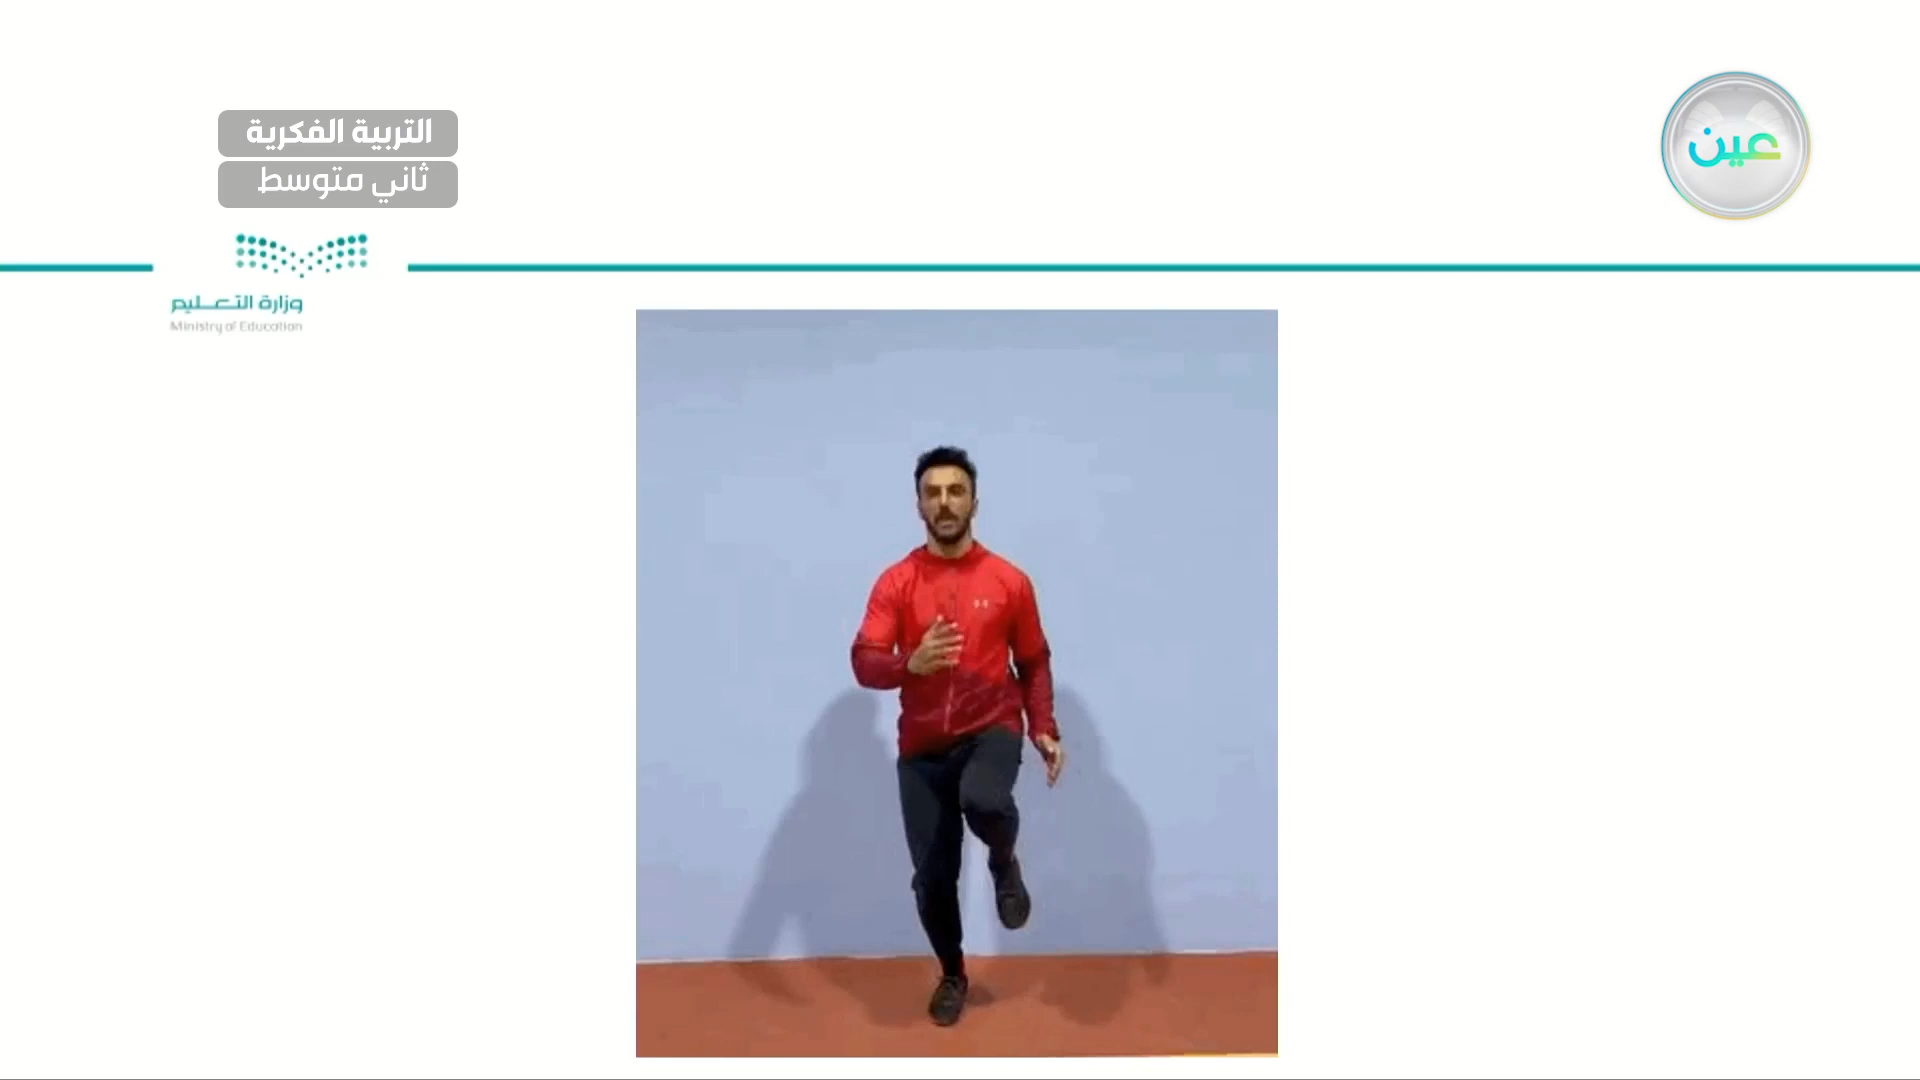 التربية الفكرية
ثاني متوسط
عين
وزارة التعليم
Ministry of Education